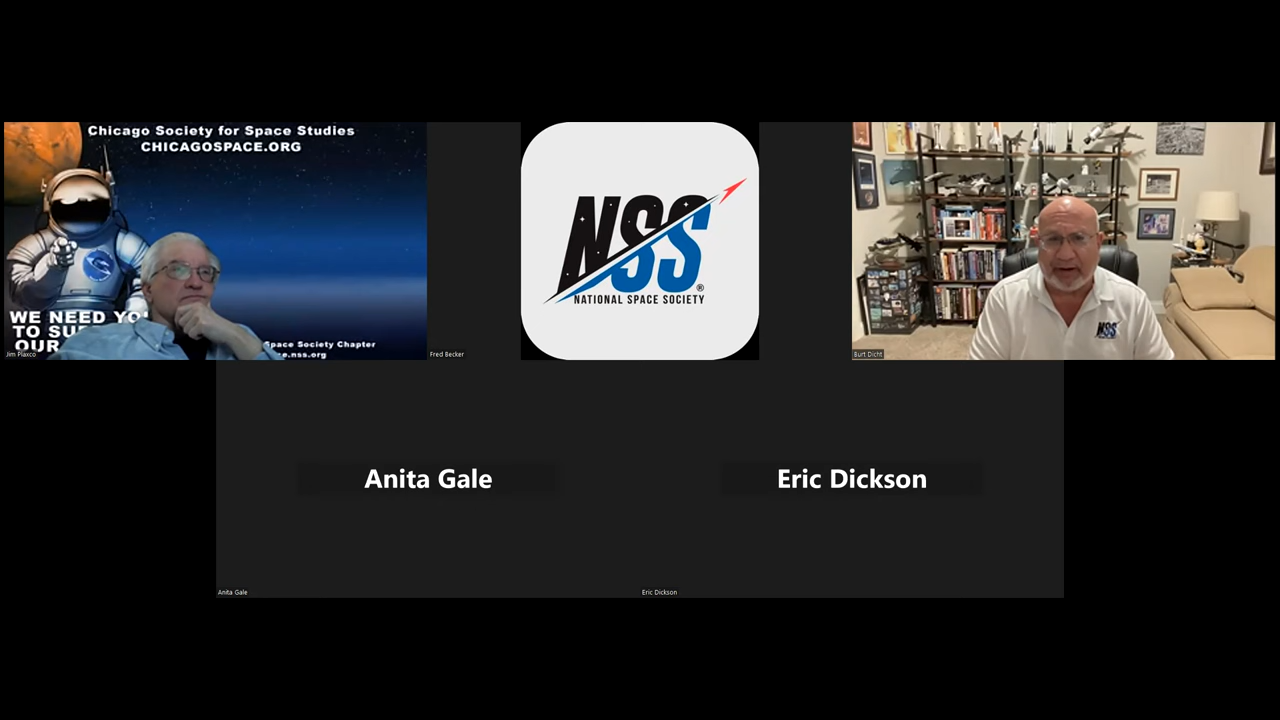 Chicago Society for Space Studies
CHICAGOSPACE.ORG
WE NEED YO
TO SU
OUR
Space Society Chapter
.nss.org
Jim Plaxco
NSS
NATIONAL SPACE SOCIETY
®
Fred Becker
NSS
Burt Dicht
Anita Gale
Eric Dickson
Anita Gale
Eric Dickson